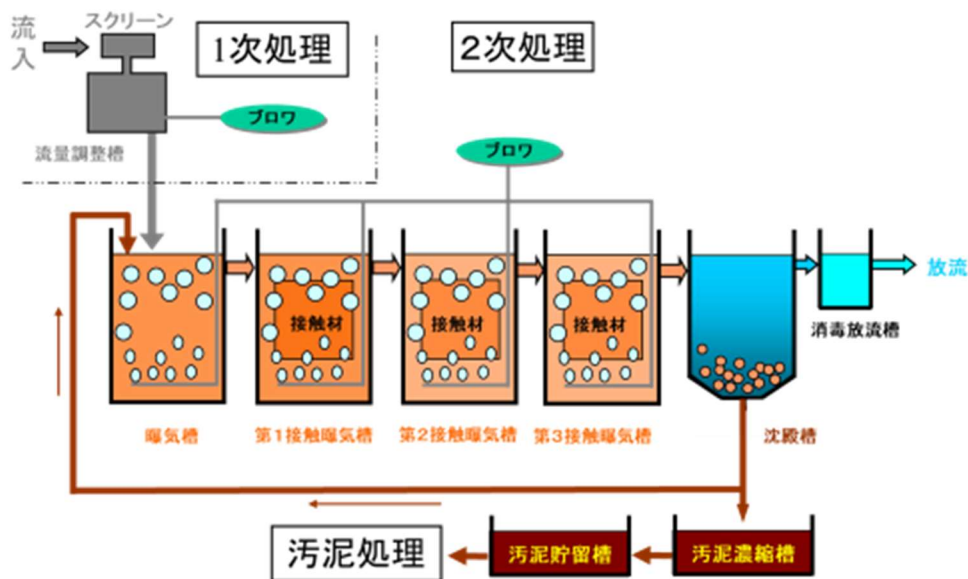 流入
スクリーン
1次処理
2次処理
ブロワ
流量調整槽
ブロワ
接触材
接触材
接触材
放流
消毒放流槽
曝気槽
第1接触曝気槽
第2接触曝気槽
第3接触曝気槽
沈殿槽
汚泥処理
汚泥貯留槽
汚泥濃縮槽